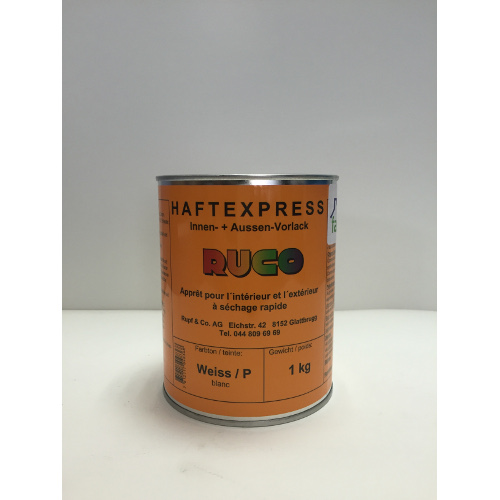 HAFTEXPRESS
Innen- + Aussen-Vorlack
RUCO
Apprêt pour l´intérieur et l´extérieur
à séchage rapide
Rupf & Co. AG Eichstr. 42 8152 Glattbrugg
Tel. 044 809 69 69
Farbton / teinte:
Weiss / P
blanc
Gewicht / poids:
1 kg